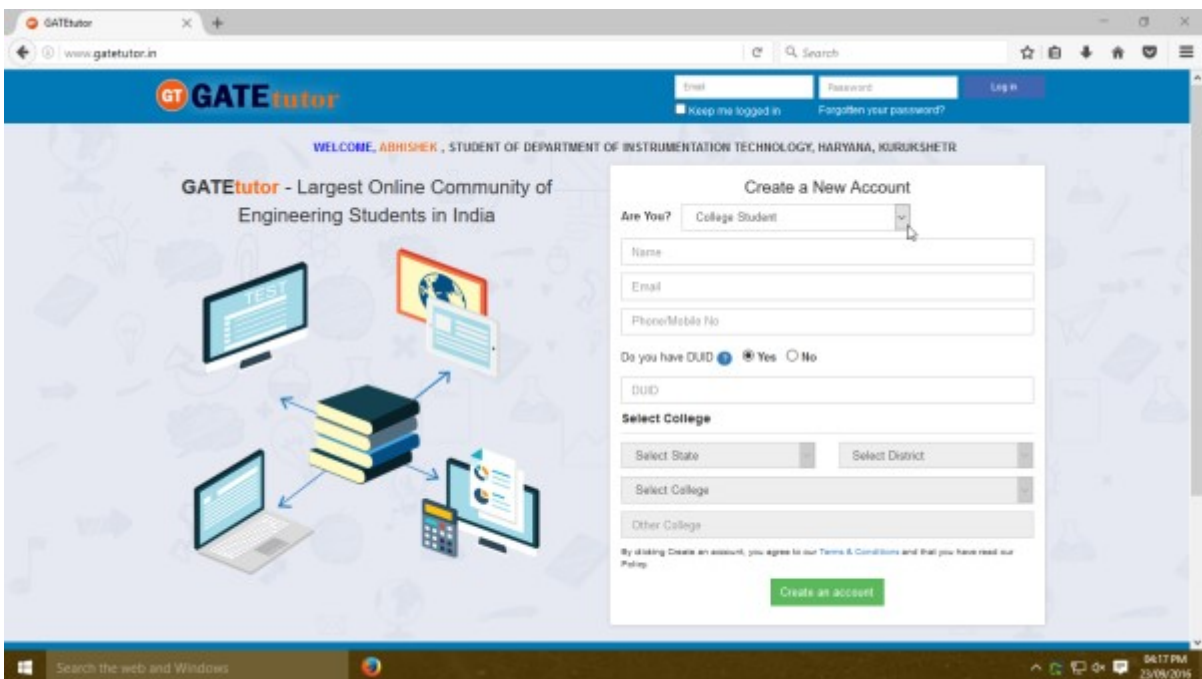 GATEtutor
www.gatetutor.in
Search
GT GATEtutor
Email
Password
Log in
Keep me logged in
Forgotten your password?
WELCOME, ABHISHEK , STUDENT OF DEPARTMENT OF INSTRUMENTATION TECHNOLOGY, HARYANA, KURUKSHETR
GATEtutor - Largest Online Community of
Engineering Students in India
TEST
Create a New Account
Are You? College Student
Name
Email
Phone/Mobile No
Do you have DUID ? Yes No
DUID
Select College
Select State
Select District
Select College
Other College
By clicking Create an account, you agree to our Terms & Conditions and that you have read our
Policy.
Create an account
Search the web and Windows
04:17 PM
23/09/2016